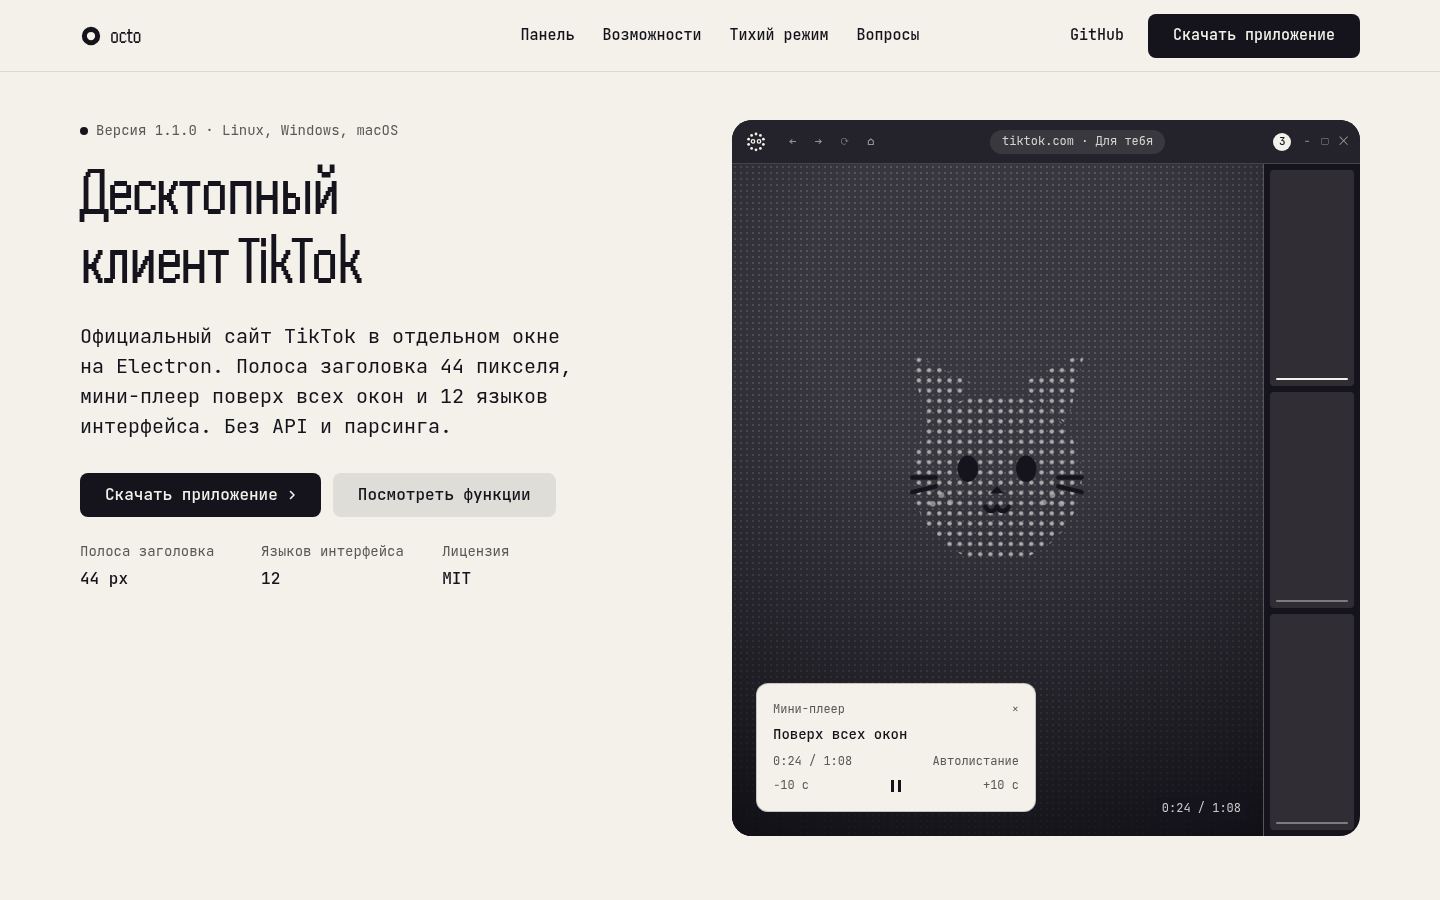 octo
Панель
Возможности
Тихий режим
Вопросы
GitHub
Скачать приложение
Версия 1.1.0 · Linux, Windows, macOS
Десктопный
клиент TikTok
Официальный сайт TikTok в отдельном окне
на Electron. Полоса заголовка 44 пикселя,
мини-плеер поверх всех окон и 12 языков
интерфейса. Без API и парсинга.
Скачать приложение ›
Посмотреть функции
Полоса заголовка
44 px
Языков интерфейса
12
Лицензия
MIT
tiktok.com · Для тебя
3
Мини-плеер
×
Поверх всех окон
0:24 / 1:08
Автолистание
-10 с
+10 с
0:24 / 1:08